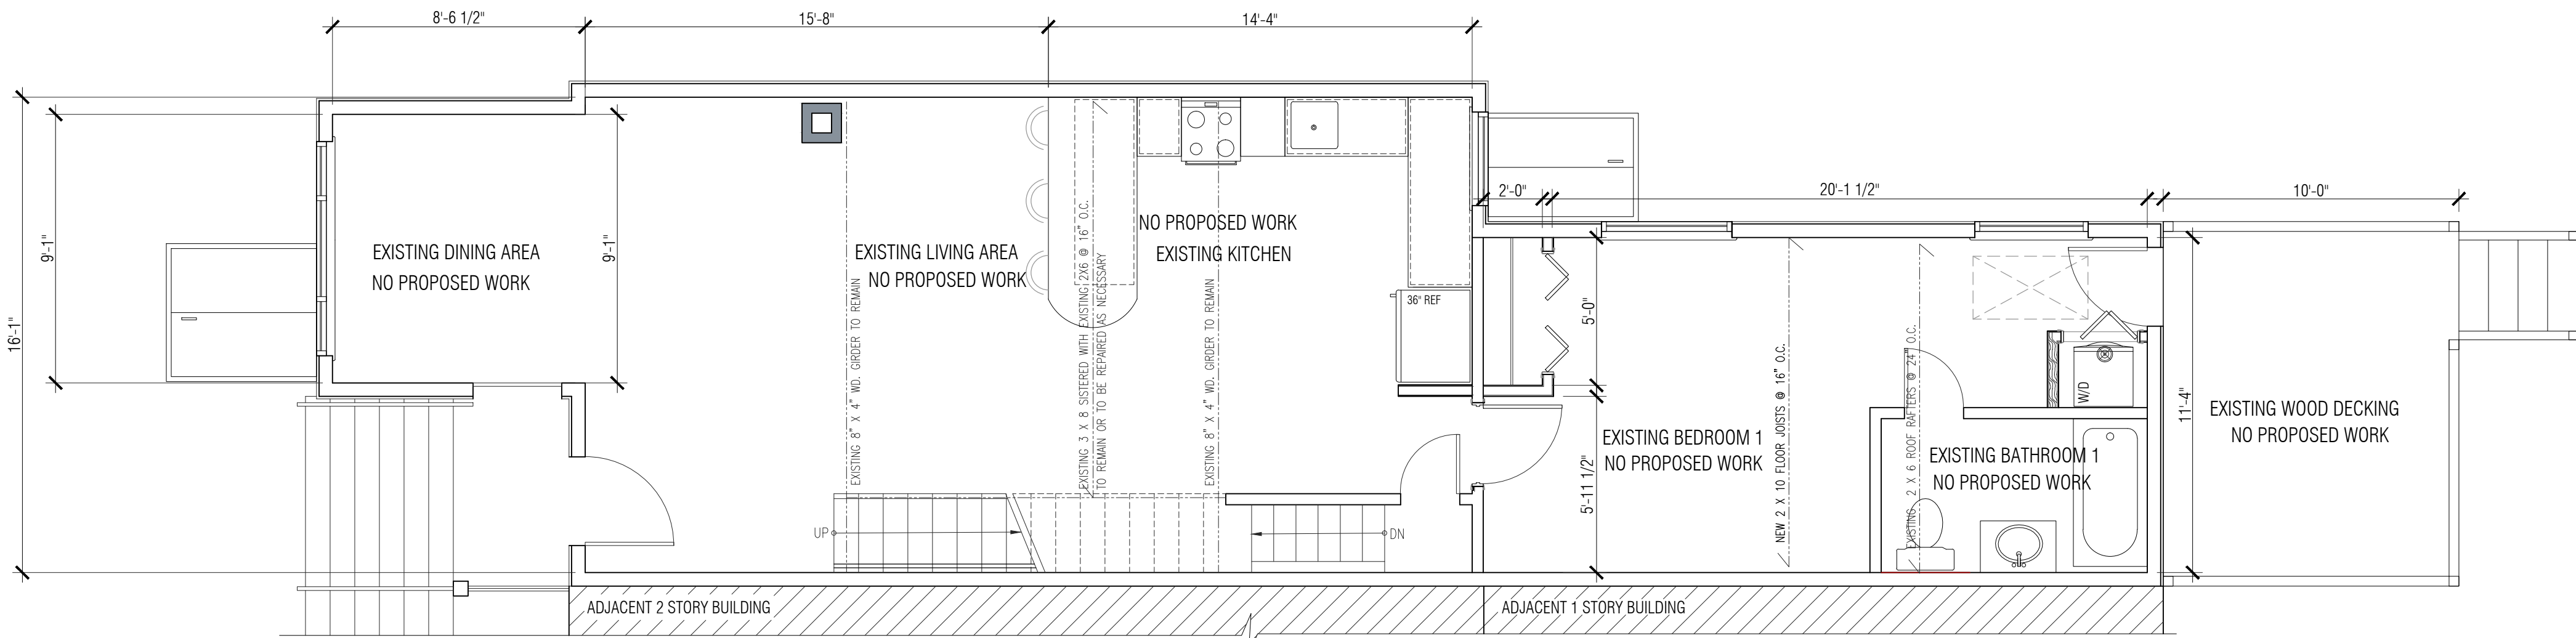 8'-6 1/2"
15'-8"
14'-4"
2'-0"
20'-1 1/2"
10'-0"
16'-1"
9'-1"
9'-1"
EXISTING DINING AREA
NO PROPOSED WORK
EXISTING LIVING AREA
NO PROPOSED WORK
NO PROPOSED WORK
EXISTING KITCHEN
EXISTING 8" X 4" WD. GIRDER TO REMAIN
EXISTING 3 X 8 SISTERED WITH EXISTING 2X6 @ 16" O.C.
TO REMAIN OR TO BE REPAIRED AS NECESSARY
EXISTING 8" X 4" WD. GIRDER TO REMAIN
36" REF
5'-0"
5'-11 1/2"
EXISTING BEDROOM 1
NO PROPOSED WORK
NEW 2 X 10 FLOOR JOISTS @ 16" O.C.
EXISTING 2 X 6 ROOF RAFTERS @ 24" O.C.
W/D
EXISTING BATHROOM 1
NO PROPOSED WORK
11'-4"
EXISTING WOOD DECKING
NO PROPOSED WORK
UP
DN
ADJACENT 2 STORY BUILDING
ADJACENT 1 STORY BUILDING